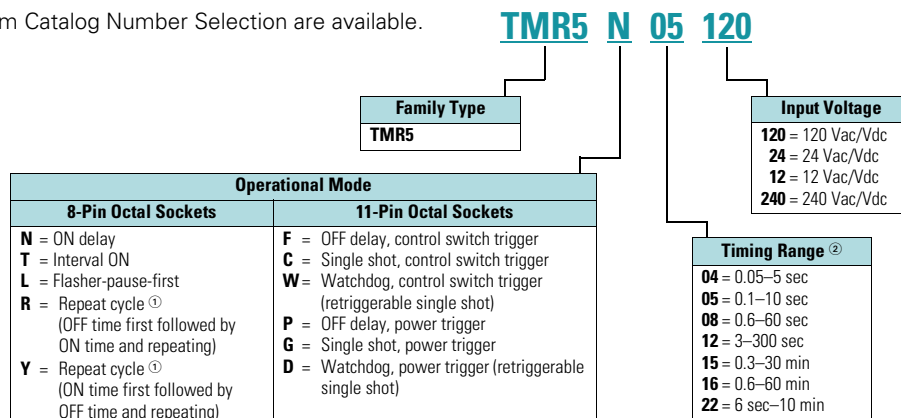 m Catalog Number Selection are available.
TMR5 N 05 120
Family Type
TMR5
Input Voltage
120 = 120 Vac/Vdc
24 = 24 Vac/Vdc
12 = 12 Vac/Vdc
240 = 240 Vac/Vdc
Operational Mode
8-Pin Octal Sockets
N = ON delay
T = Interval ON
L = Flasher-pause-first
R = Repeat cycle ①
(OFF time first followed by
ON time and repeating)
Y = Repeat cycle ①
(ON time first followed by
OFF time and repeating)
11-Pin Octal Sockets
F = OFF delay, control switch trigger
C = Single shot, control switch trigger
W = Watchdog, control switch trigger
(retriggerable single shot)
P = OFF delay, power trigger
G = Single shot, power trigger
D = Watchdog, power trigger (retriggerable
single shot)
Timing Range ②
04 = 0.05–5 sec
05 = 0.1–10 sec
08 = 0.6–60 sec
12 = 3–300 sec
15 = 0.3–30 min
16 = 0.6–60 min
22 = 6 sec–10 min